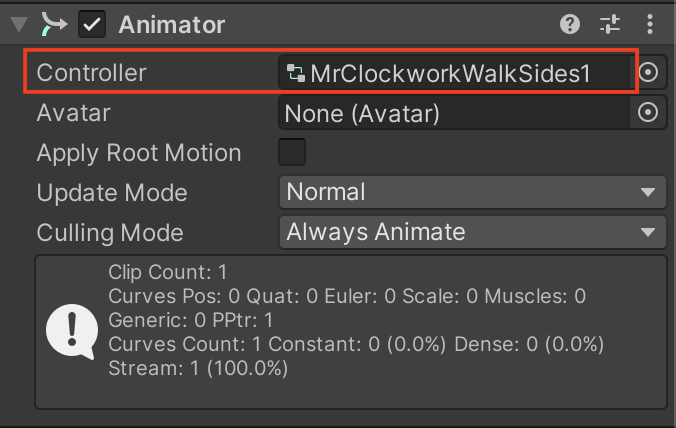 Animator
Controller MrClockworkWalkSides1
Avatar None (Avatar)
Apply Root Motion
Update Mode Normal
Culling Mode Always Animate
Clip Count: 1
Curves Pos: 0 Quat: 0 Euler: 0 Scale: 0 Muscles: 0
Generic: 0 PPtr: 1
Curves Count: 1 Constant: 0 (0.0%) Dense: 0 (0.0%)
Stream: 1 (100.0%)